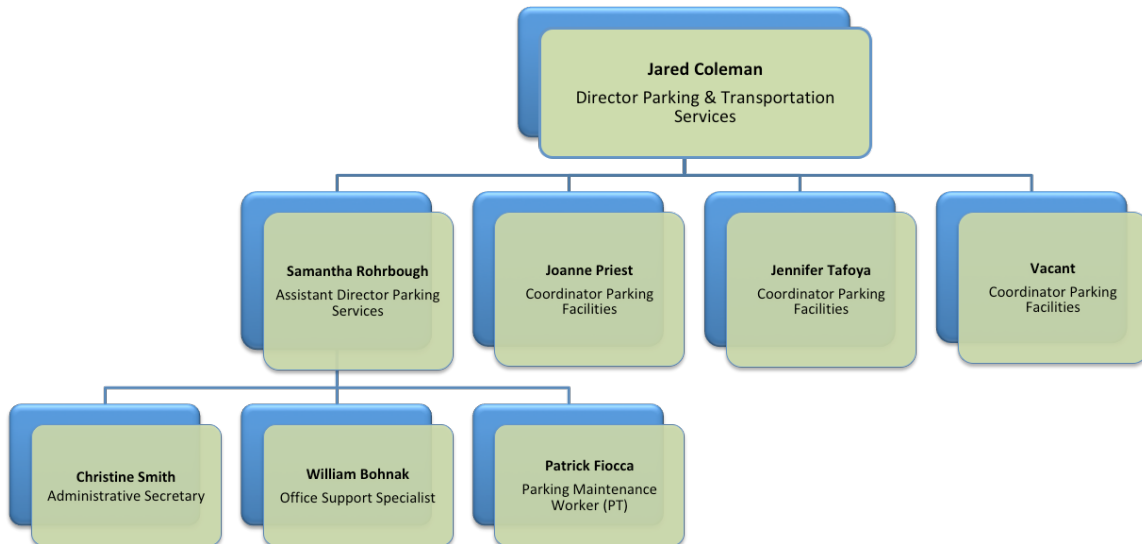 Jared Coleman
Director Parking & Transportation
Services
Samantha Rohrbough
Assistant Director Parking
Services
Joanne Priest
Coordinator Parking
Facilities
Jennifer Tafoya
Coordinator Parking
Facilities
Vacant
Coordinator Parking
Facilities
Christine Smith
Administrative Secretary
William Bohnak
Office Support Specialist
Patrick Fiocca
Parking Maintenance
Worker (PT)